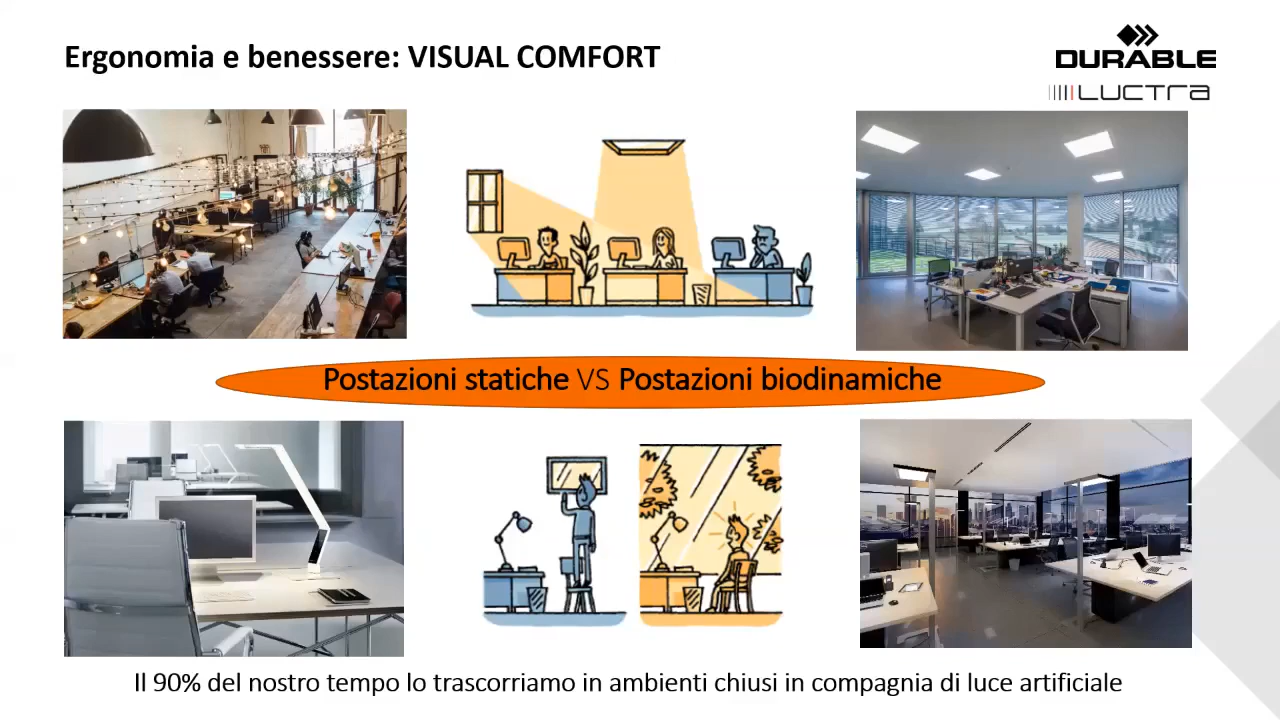 Ergonomia e benessere: VISUAL COMFORT
DURABLE
LUCTRA
Postazioni statiche VS Postazioni biodinamiche
Il 90% del nostro tempo lo trascorriamo in ambienti chiusi in compagnia di luce artificiale